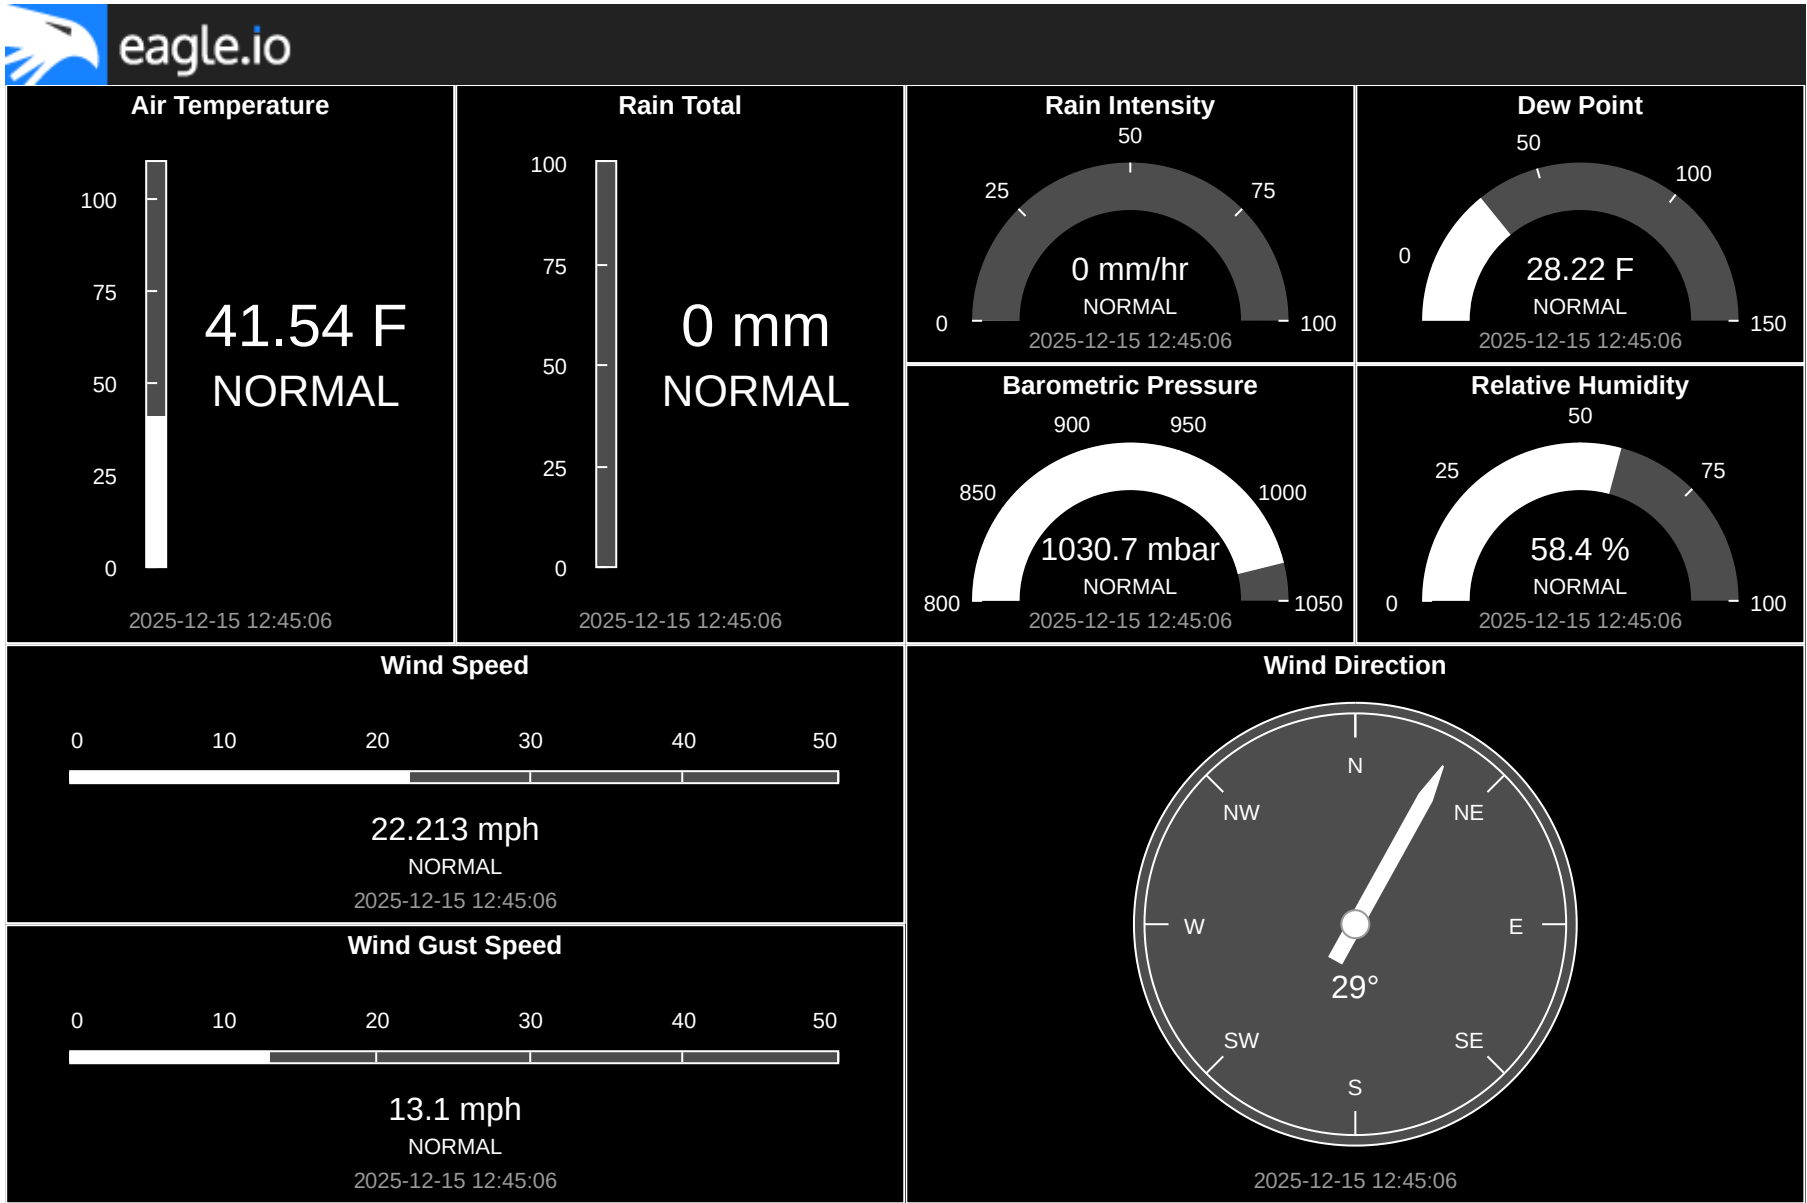 eagle.io
Air Temperature
100
75
50
25
0
41.54 F
NORMAL
2025-12-15 12:45:06
Rain Total
100
75
50
25
0
0 mm
NORMAL
2025-12-15 12:45:06
Rain Intensity
50
25
75
0
100
0 mm/hr
NORMAL
2025-12-15 12:45:06
Dew Point
50
100
0
150
28.22 F
NORMAL
2025-12-15 12:45:06
Barometric Pressure
900
950
850
1000
800
1050
1030.7 mbar
NORMAL
2025-12-15 12:45:06
Relative Humidity
50
25
75
0
100
58.4 %
NORMAL
2025-12-15 12:45:06
Wind Speed
0 10 20 30 40 50
22.213 mph
NORMAL
2025-12-15 12:45:06
Wind Gust Speed
0 10 20 30 40 50
13.1 mph
NORMAL
2025-12-15 12:45:06
Wind Direction
N
NW NE
W E
29°
SW SE
S
2025-12-15 12:45:06